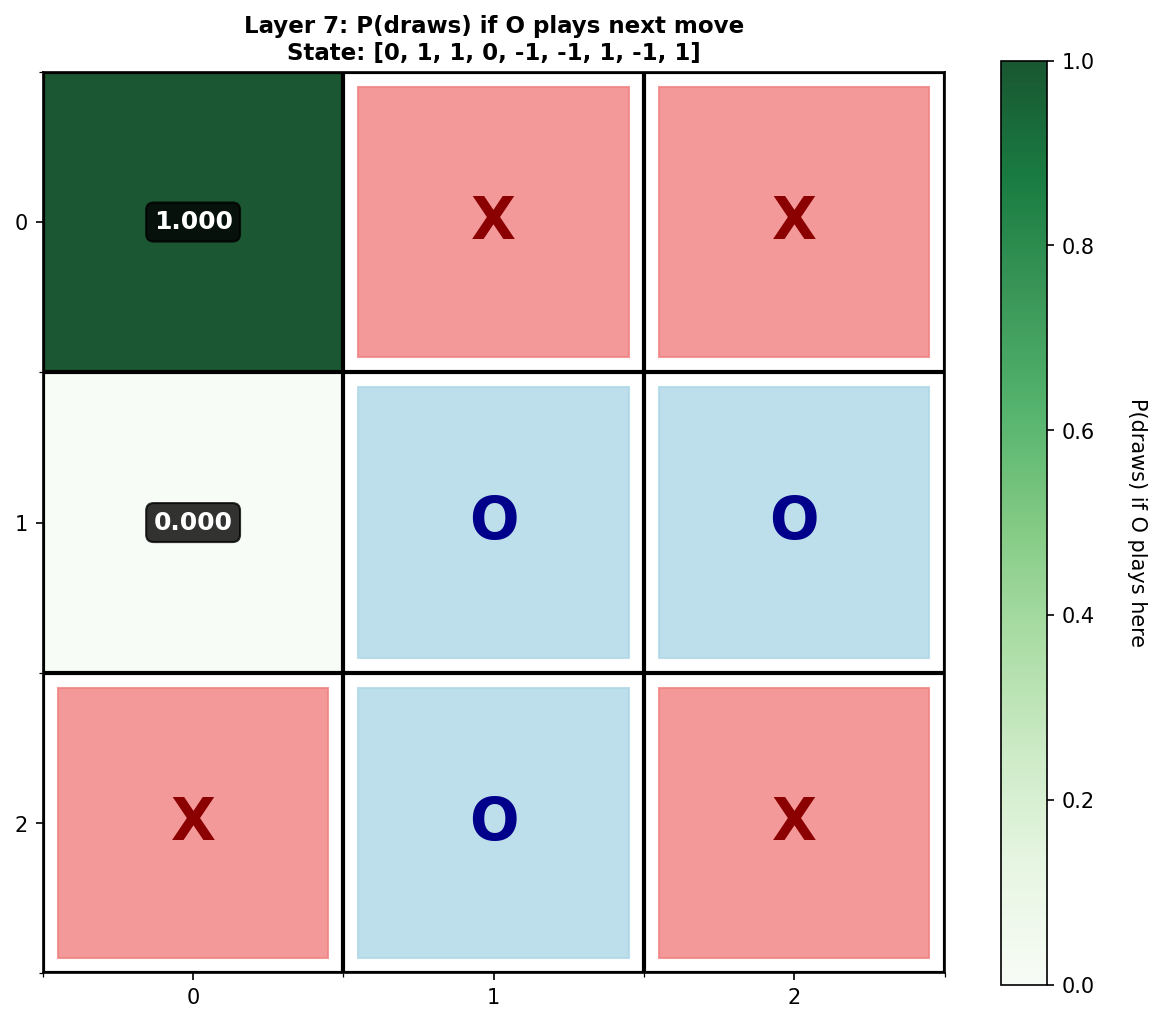 Layer 7: P(draws) if O plays next move
State: [0, 1, 1, 0, -1, -1, 1, -1, 1]
1.0
0.8
0.6
0.4
0.2
0.0
P(draws) if O plays here
0
1.000
X
X
1
0.000
O
O
2
X
O
X
0
1
2